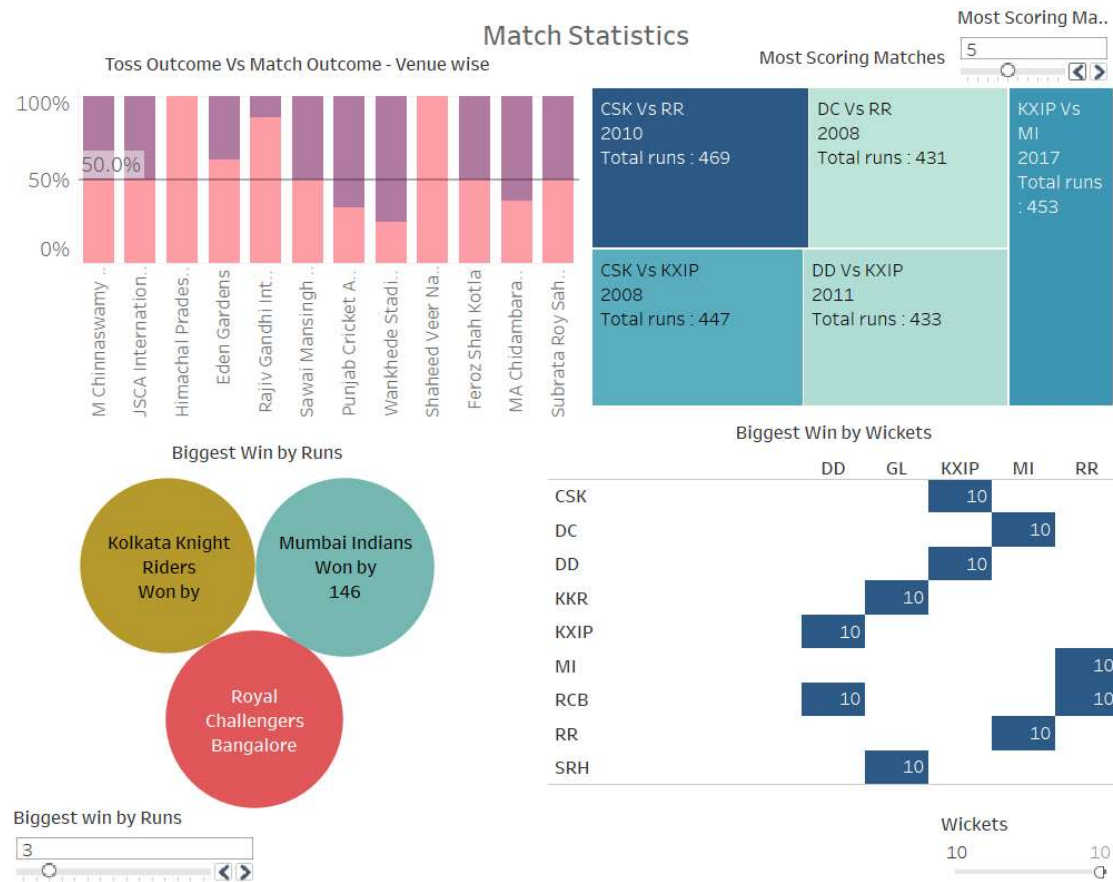 Match Statistics
Most Scoring Ma..
5
Toss Outcome Vs Match Outcome - Venue wise
100%
50%
0%
50.0%
M Chinnaswamy ..
JSCA Internation..
Himachal Prades..
Eden Gardens
Rajiv Gandhi Int..
Sawai Mansingh ..
Punjab Cricket A..
Wankhede Stadi..
Shaheed Veer Na..
Feroz Shah Kotla
MA Chidambara..
Subrata Roy Sah..
Most Scoring Matches
CSK Vs RR
2010
Total runs : 469
DC Vs RR
2008
Total runs : 431
KXIP Vs
MI
2017
Total runs
: 453
CSK Vs KXIP
2008
Total runs : 447
DD Vs KXIP
2011
Total runs : 433
Biggest Win by Runs
Kolkata Knight
Riders
Won by
Mumbai Indians
Won by
146
Royal
Challengers
Bangalore
Biggest win by Runs
3
Biggest Win by Wickets
DD GL KXIP MI RR
CSK 10
DC 10
DD 10
KKR 10
KXIP 10
MI 10
RCB 10 10
RR 10
SRH 10
Wickets
10 10